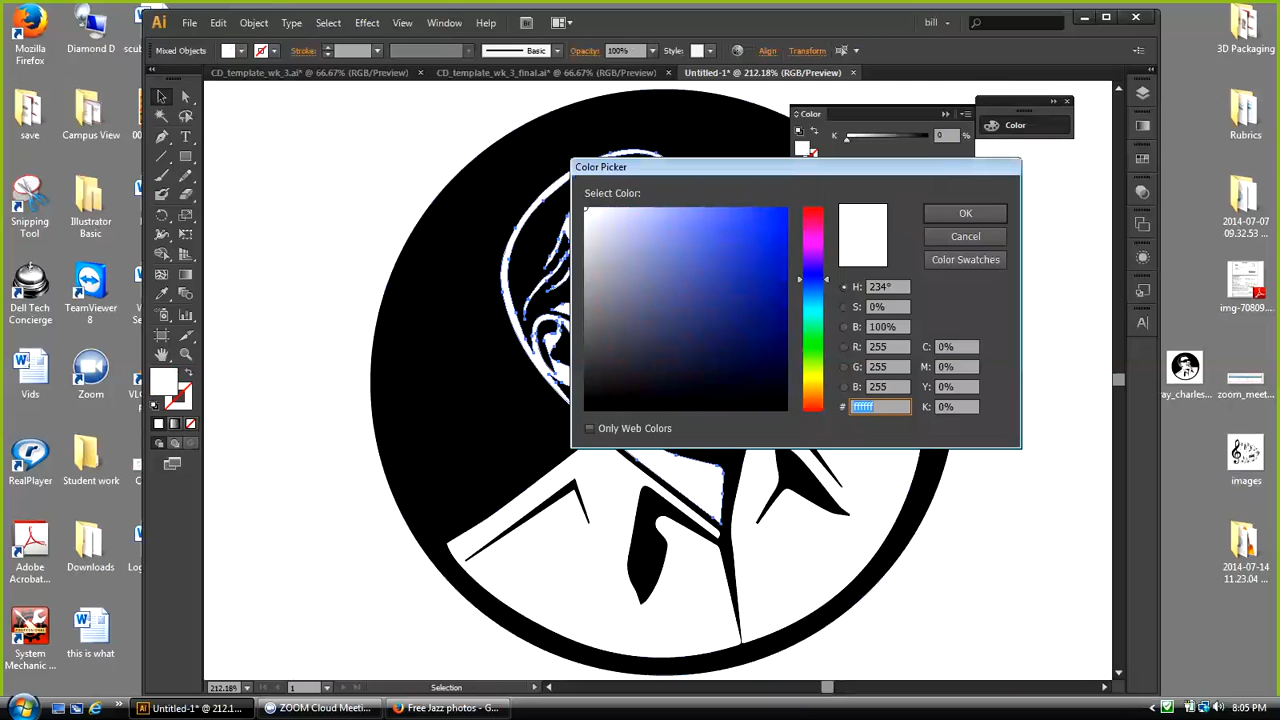 Ai File Edit Object Type Select Effect View Window Help Br bill
Mixed Objects Stroke: Basic Opacity: 100% Style: Align Transform
CD_template_wk_3.ai* @ 66.67% (RGB/Preview) × CD_template_wk_3_final.ai* @ 66.67% (RGB/Preview) × Untitled-1* @ 212.18% (RGB/Preview) ×
Mozilla
Firefox
Diamond D
save
Campus View
Snipping
Tool
Illustrator
Basic
Dell Tech
Concierge
TeamViewer
8
Vids
Zoom
RealPlayer
Student work
Adobe
Acrobat...
Downloads
System
Mechanic ...
this is what
Color
K 0 %
Color
Color Picker
Select Color:
OK
Cancel
Color Swatches
H: 234°
S: 0%
B: 100%
R: 255 C: 0%
G: 255 M: 0%
B: 255 Y: 0%
# ffffff K: 0%
Only Web Colors
3D Packaging
Rubrics
2014-07-07
09.32.53 ...
img-70809...
ray_charles...
zoom_meet...
images
2014-07-14
11.23.04 ...
212.18% 1 Selection
Untitled-1* @ 212.1... ZOOM Cloud Meeti... Free Jazz photos - G... 8:05 PM